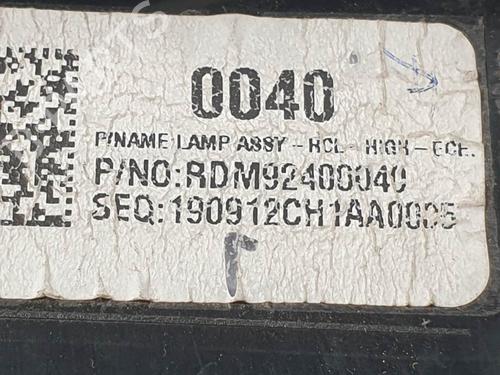 0040
P/NAME LAMP ASSY - RCL - HIGH - ECE.
P/NO:RDM92400040
SEQ:190912CH1AA0005